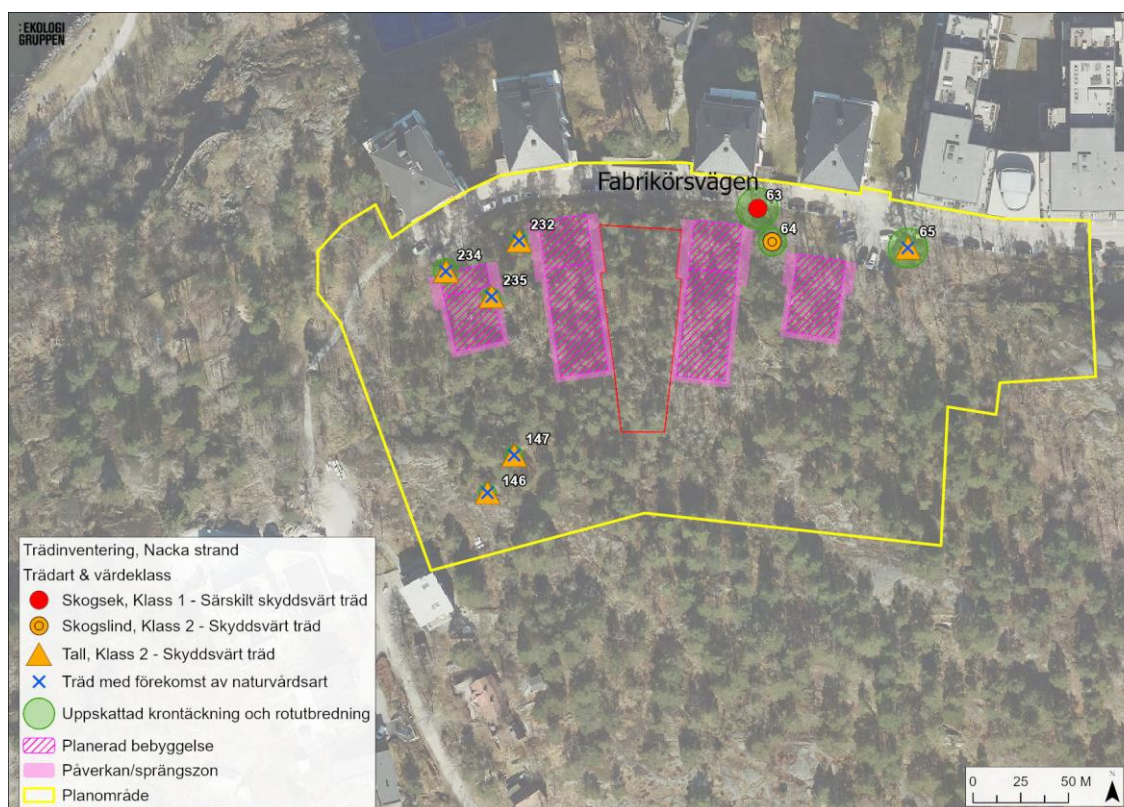 :EKOLOGI
GRUPPEN
Fabrikörsvägen
63
64
65
232
234
235
147
146
Trädinventering, Nacka strand
Trädart & värdeklass
Skogsek, Klass 1 - Särskilt skyddsvärt träd
Skogslind, Klass 2 - Skyddsvärt träd
Tall, Klass 2 - Skyddsvärt träd
Träd med förekomst av naturvårdsart
Uppskattad krontäckning och rotutbredning
Planerad bebyggelse
Påverkan/sprängszon
Planområde
0 25 50 M
N